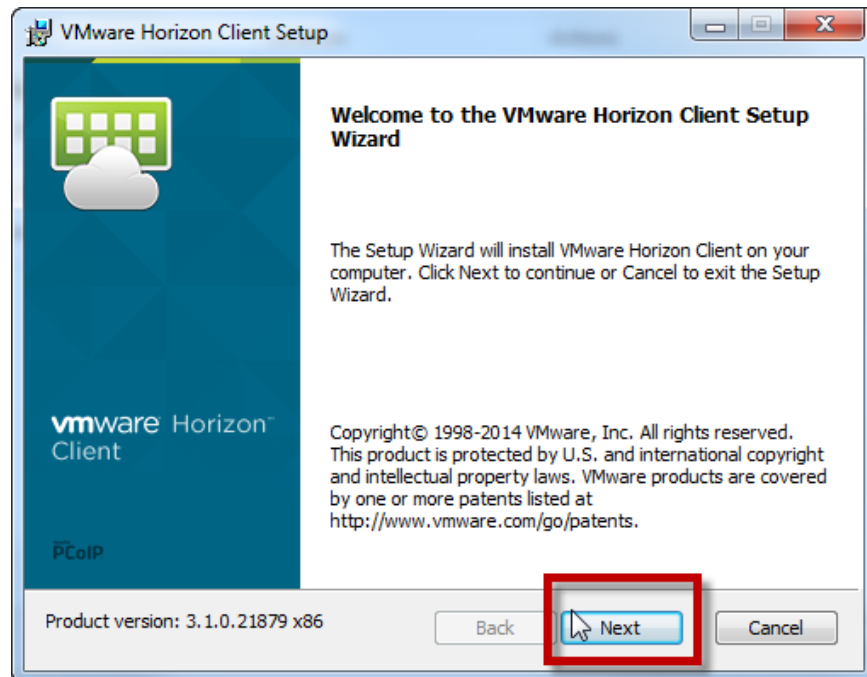 VMware Horizon Client Setup
Welcome to the VMware Horizon Client Setup
Wizard
The Setup Wizard will install VMware Horizon Client on your
computer. Click Next to continue or Cancel to exit the Setup
Wizard.
vmware Horizon™
Client
Copyright© 1998-2014 VMware, Inc. All rights reserved.
This product is protected by U.S. and international copyright
and intellectual property laws. VMware products are covered
by one or more patents listed at
http://www.vmware.com/go/patents.
PCoIP
Product version: 3.1.0.21879 x86
Back
Next
Cancel